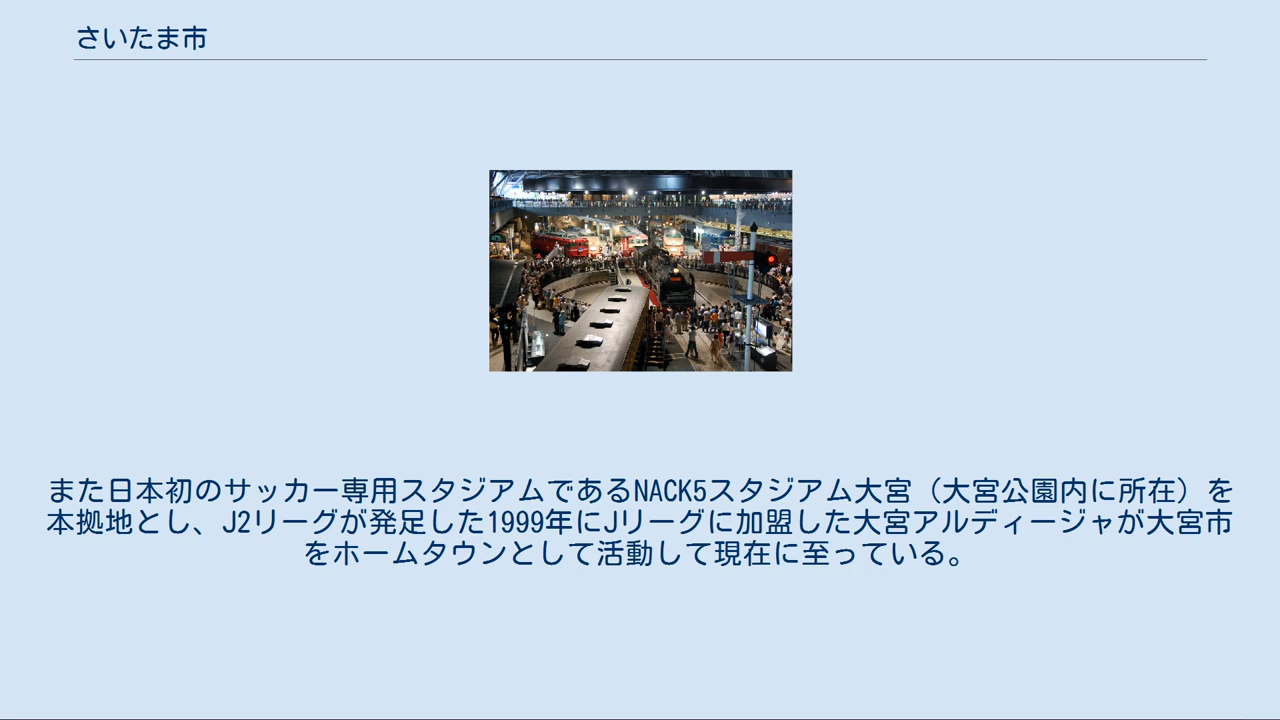 さいたま市
また日本初のサッカー専用スタジアムであるNACK5スタジアム大宮（大宮公園内に所在）を
本拠地とし、J2リーグが発足した1999年にJリーグに加盟した大宮アルディージャが大宮市
をホームタウンとして活動して現在に至っている。